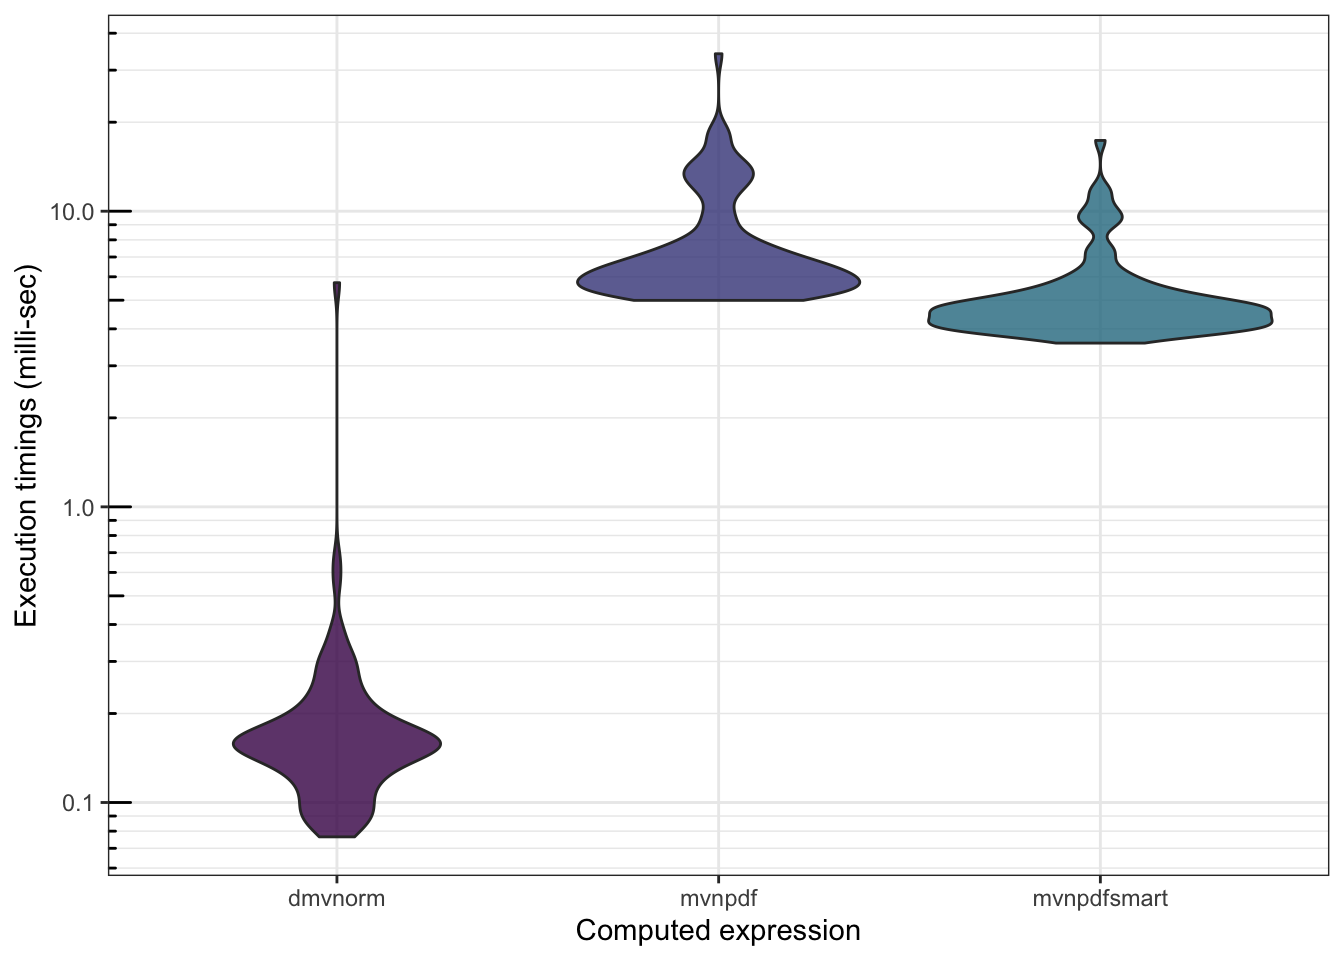 Execution timings (milli-sec)
10.0
1.0
0.1
dmvnorm
mvnpdf
mvnpdfsmart
Computed expression